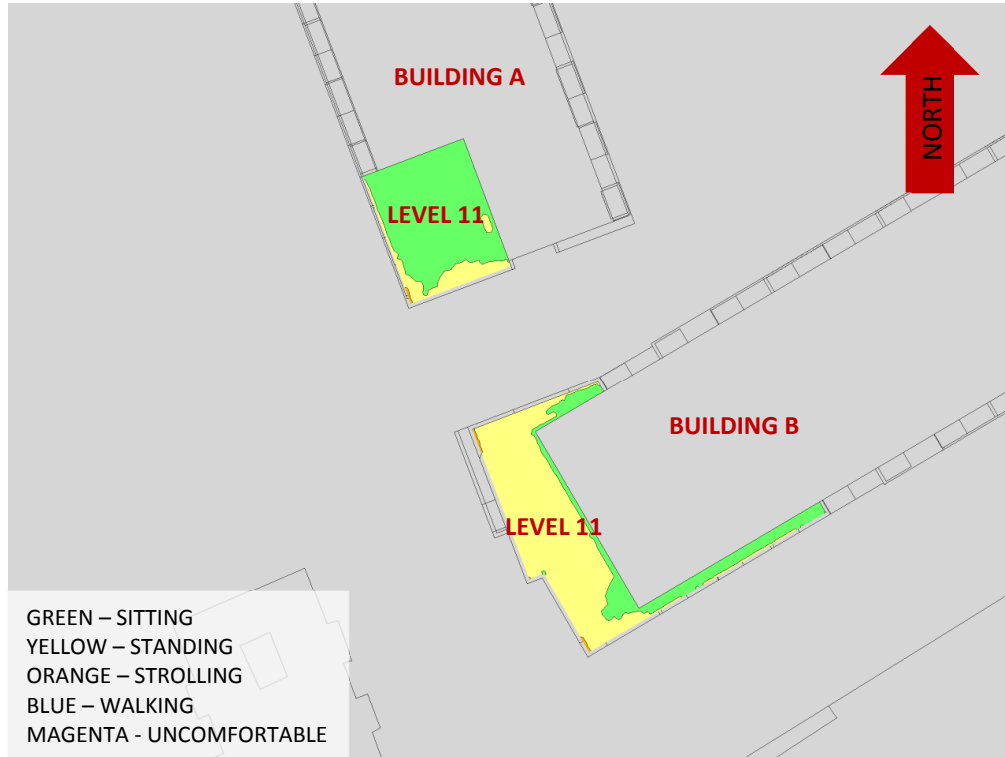 BUILDING A
NORTH
LEVEL 11
BUILDING B
LEVEL 11
GREEN – SITTING
YELLOW – STANDING
ORANGE – STROLLING
BLUE – WALKING
MAGENTA - UNCOMFORTABLE